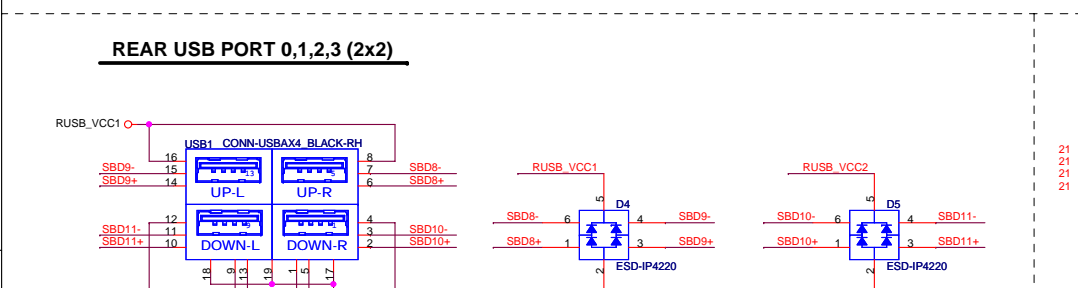 REAR USB PORT 0,1,2,3 (2x2)
RUSB_VCC1
USB1 CONN-USBAX4_BLACK-RH
16 8
SBD9- 15 7 SBD8-
SBD9+ 14 6 SBD8+
13 5
UP-L UP-R
12 4
SBD11- 11 3 SBD10-
SBD11+ 10 2 SBD10+
DOWN-L DOWN-R
18 9 13 19 1 5 17
RUSB_VCC1
5
D4
SBD8- 6 4 SBD9-
SBD8+ 1 3 SBD9+
ESD-IP4220
2
RUSB_VCC2
5
D5
SBD10- 6 4 SBD11-
SBD10+ 1 3 SBD11+
ESD-IP4220
2
21
21
21
21